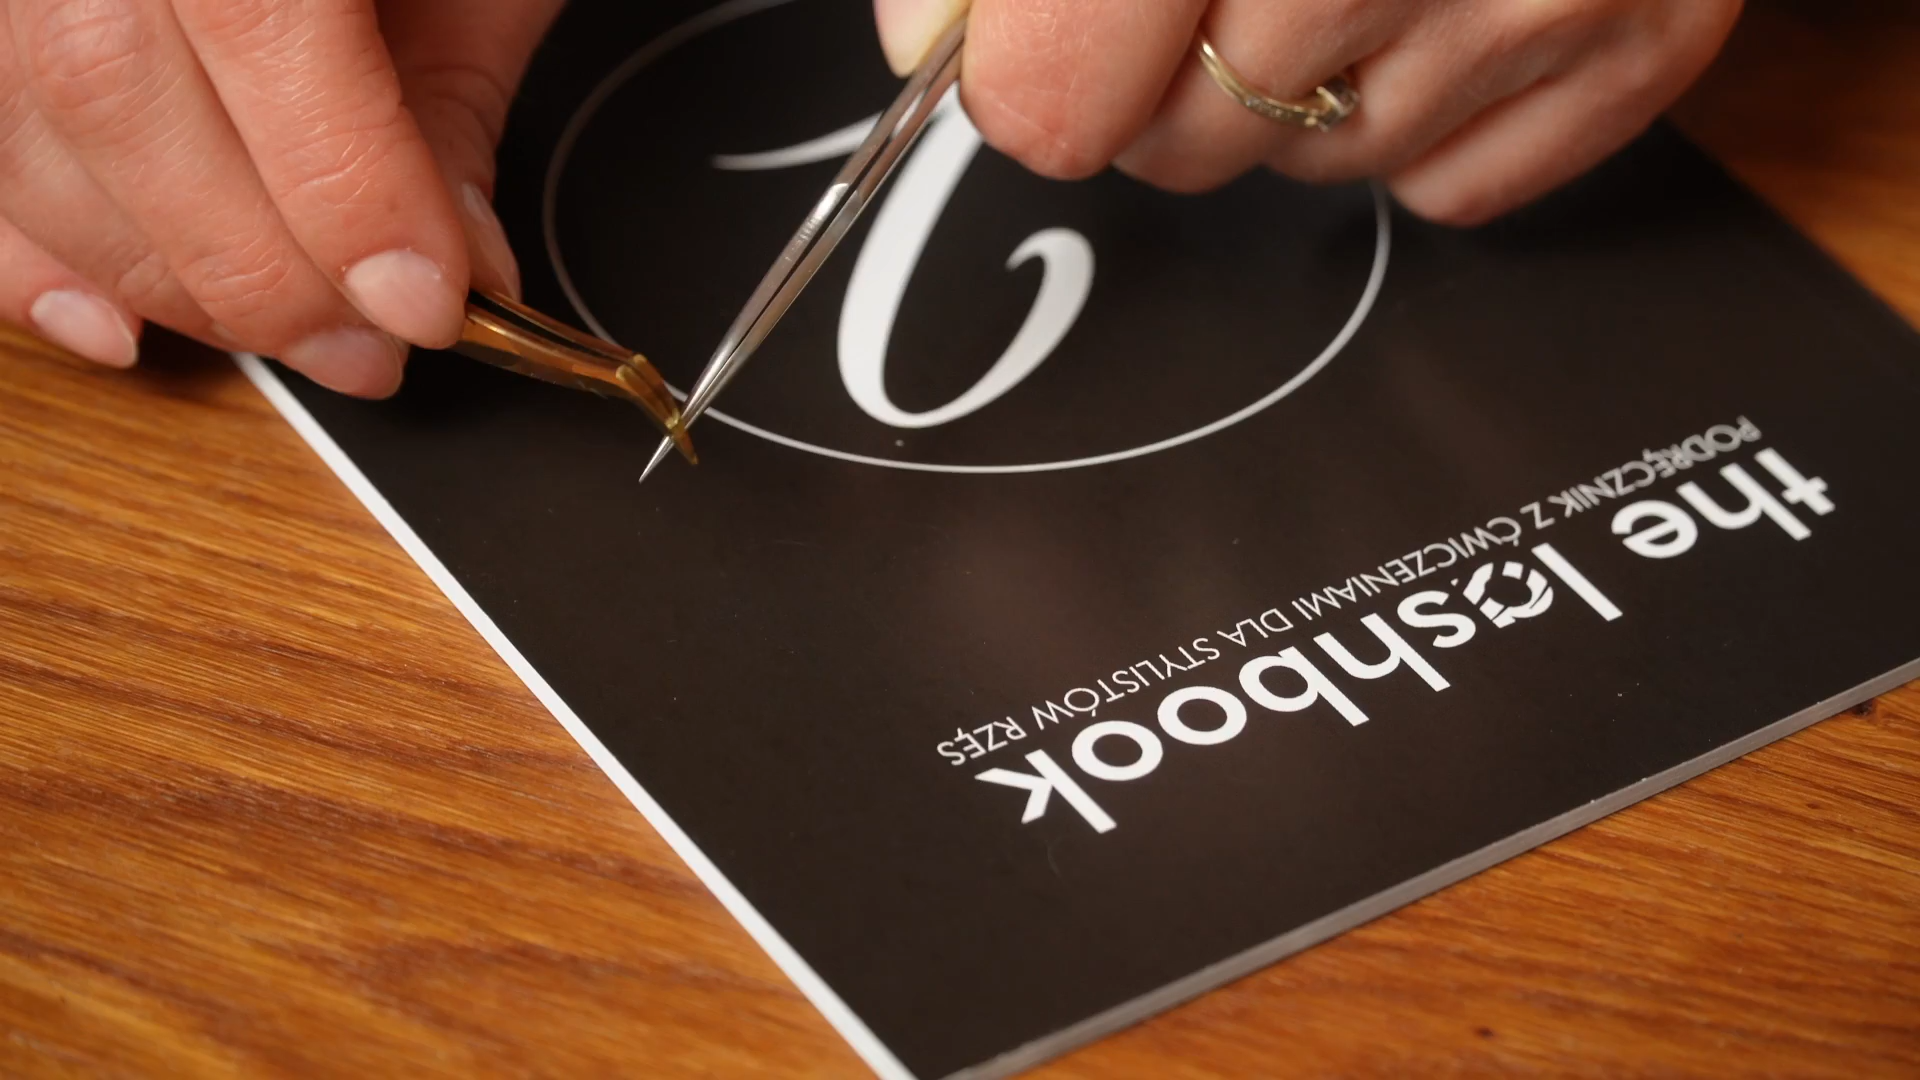 the lashbook
PODRĘCZNIK Z ĆWICZENIAMI DLA STYLISTÓW RZĘS